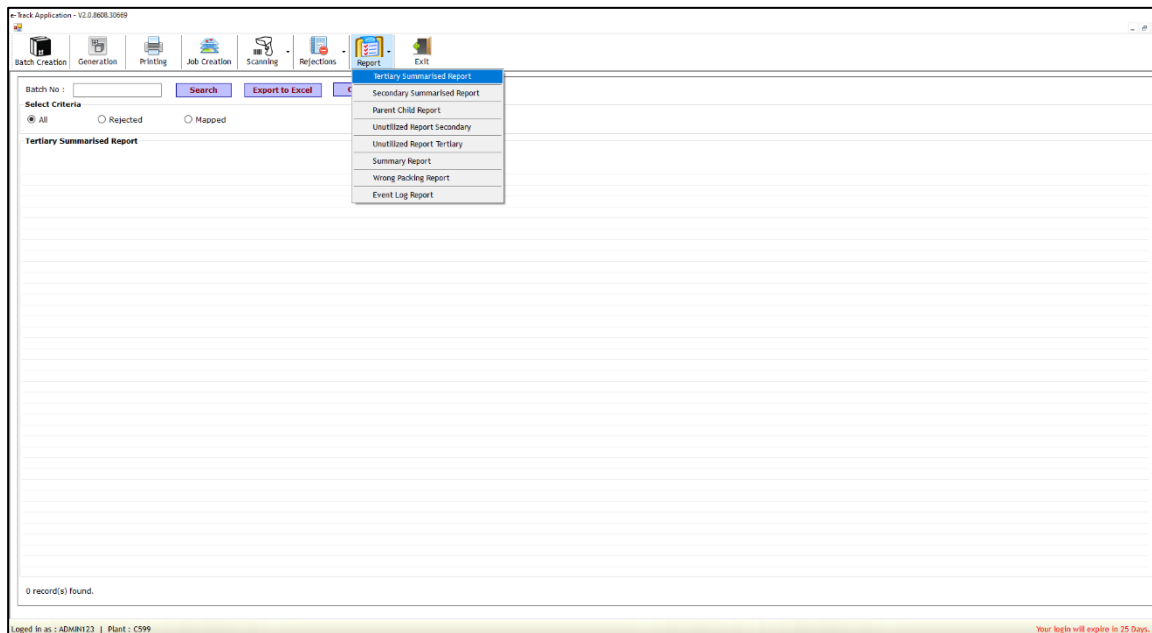 e-Track Application - V2.0.8608.30669
Batch Creation Generation Printing Job Creation Scanning Rejections Report Exit
Tertiary Summarised Report
Secondary Summarised Report
Parent Child Report
Unutilized Report Secondary
Unutilized Report Tertiary
Summary Report
Wrong Packing Report
Event Log Report
Batch No : Search Export to Excel
Select Criteria
All Rejected Mapped
Tertiary Summarised Report
0 record(s) found.
Loged in as : ADMIN123 | Plant : C599 Your login will expire in 25 Days.